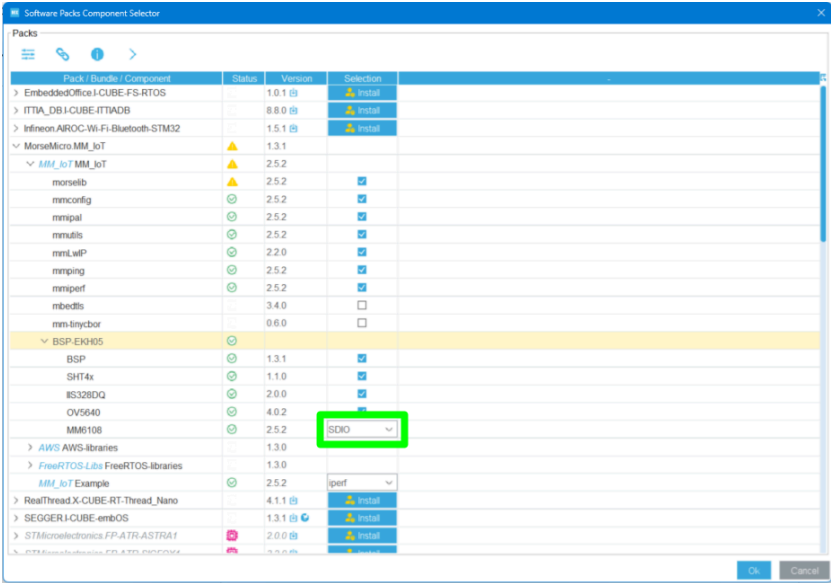 Software Packs Component Selector
Packs
Pack / Bundle / Component Status Version Selection
EmbeddedOffice.I-CUBE-FS-RTOS 1.0.1 Install
ITTIA_DB.I-CUBE-ITTIADB 8.8.0 Install
Infineon.AIROC-Wi-Fi-Bluetooth-STM32 1.5.1 Install
MorseMicro.MM_IoT 1.3.1
MM_IoT MM_IoT 2.5.2
morselib 2.5.2
mmconfig 2.5.2
mmipal 2.5.2
mmutils 2.5.2
mmLwIP 2.2.0
mmping 2.5.2
mmiperf 2.5.2
mbedtls 3.4.0
mm-tinycbor 0.6.0
BSP-EKH05
BSP 1.3.1
SHT4x 1.1.0
IIS328DQ 2.0.0
OV5640 4.0.2
MM6108 2.5.2 SDIO
AWS AWS-libraries 1.3.0
FreeRTOS-Libs FreeRTOS-libraries 1.3.0
MM_IoT Example 2.5.2 iperf
RealThread.X-CUBE-RT-Thread_Nano 4.1.1 Install
SEGGER.I-CUBE-embOS 1.3.1 Install
STMicroelectronics.FP-ATR-ASTRA1 2.0.0 Install
Ok Cancel